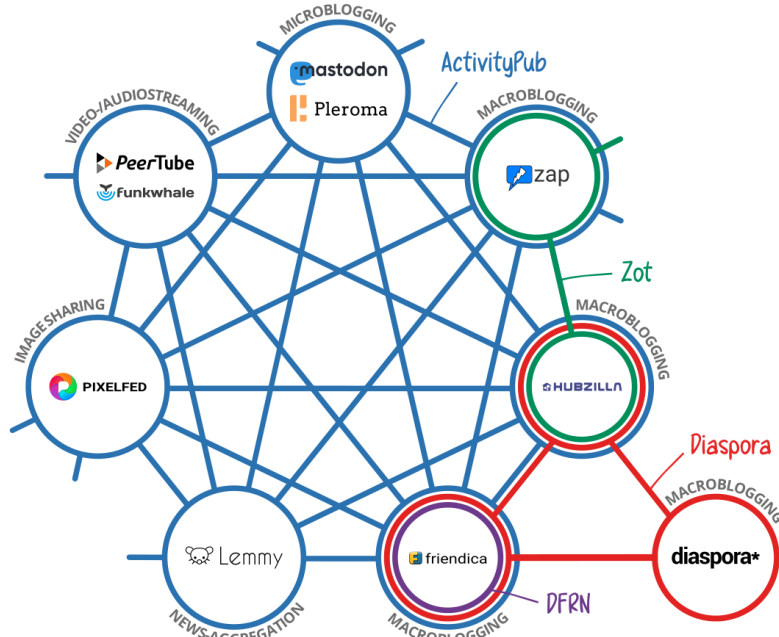 MICROBLOGGING
mastodon
Pleroma
ActivityPub
VIDEO-/AUDIOSTREAMING
PeerTube
funkwhale
MACROBLOGGING
zap
Zot
IMAGE SHARING
PIXELFED
MACROBLOGGING
HUBZILLA
Diaspora
MACROBLOGGING
diaspora*
Lemmy
NEWS-AGGREGATION
friendica
DFRN
MACROBLOGGING